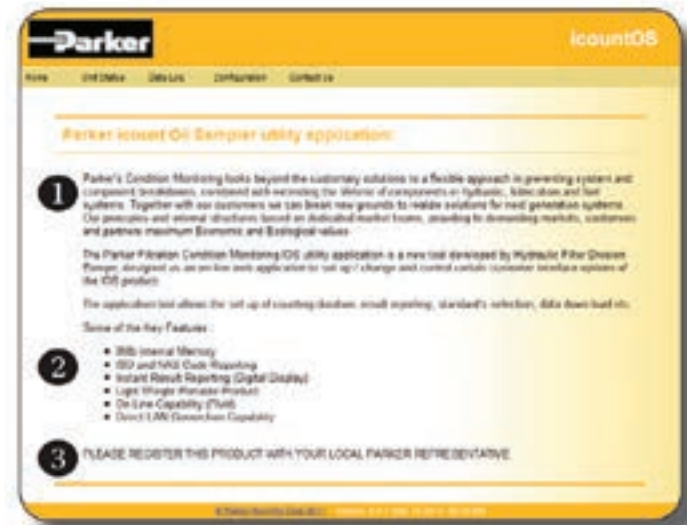 Parker
icountOS
Home Unit Status Data Log Configuration Contact Us
Parker icount Oil Sampler utility application:
1
Parker's Condition Monitoring looks beyond the customary solutions to a flexible approach in preventing system and
component breakdowns, combined with extending the lifetime of components in hydraulic, lubrication and fuel
systems. Together with our customers we can break new grounds to realize solutions for next generation systems.
Our principles and internal structures based on dedicated market teams, providing to demanding markets, customers
and partners maximum Economic and Ecological values.
The Parker Filtration Condition Monitoring IOS utility application is a new tool developed by Hydraulic Filter Division
Europe, designed as an on-line web application to set up / change and control certain customer interface options of
the IOS product.
The application tool allows the set up of counting duration, result reporting, standard's selection, data down load etc.
Some of the Key Features :
2
Internal Memory
ISO and NAS Code Reporting
Instant Result Reporting (Digital Display)
Light Weight Portable Product
On-Line Capability (Fluid)
Direct LAN Connection Capability
3
PLEASE REGISTER THIS PRODUCT WITH YOUR LOCAL PARKER REPRESENTATIVE